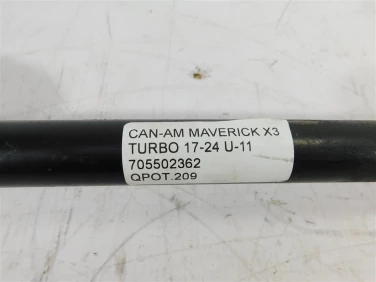 CAN-AM MAVERICK X3
TURBO 17-24 U-11
705502362
QPOT.209